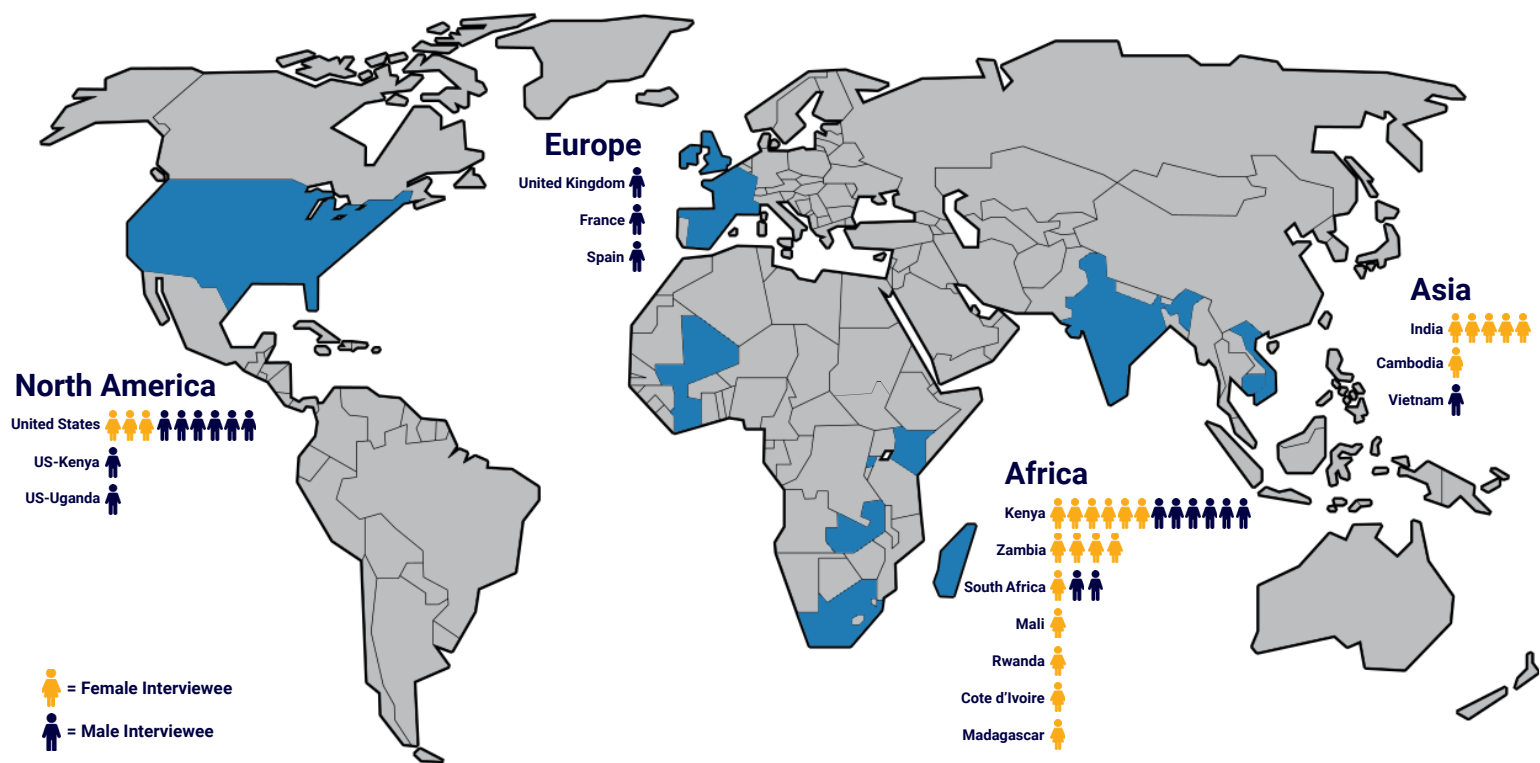 Europe
United Kingdom
France
Spain
Asia
India
Cambodia
Vietnam
North America
United States
US-Kenya
US-Uganda
Africa
Kenya
Zambia
South Africa
Mali
Rwanda
Cote d'Ivoire
Madagascar
= Female Interviewee
= Male Interviewee